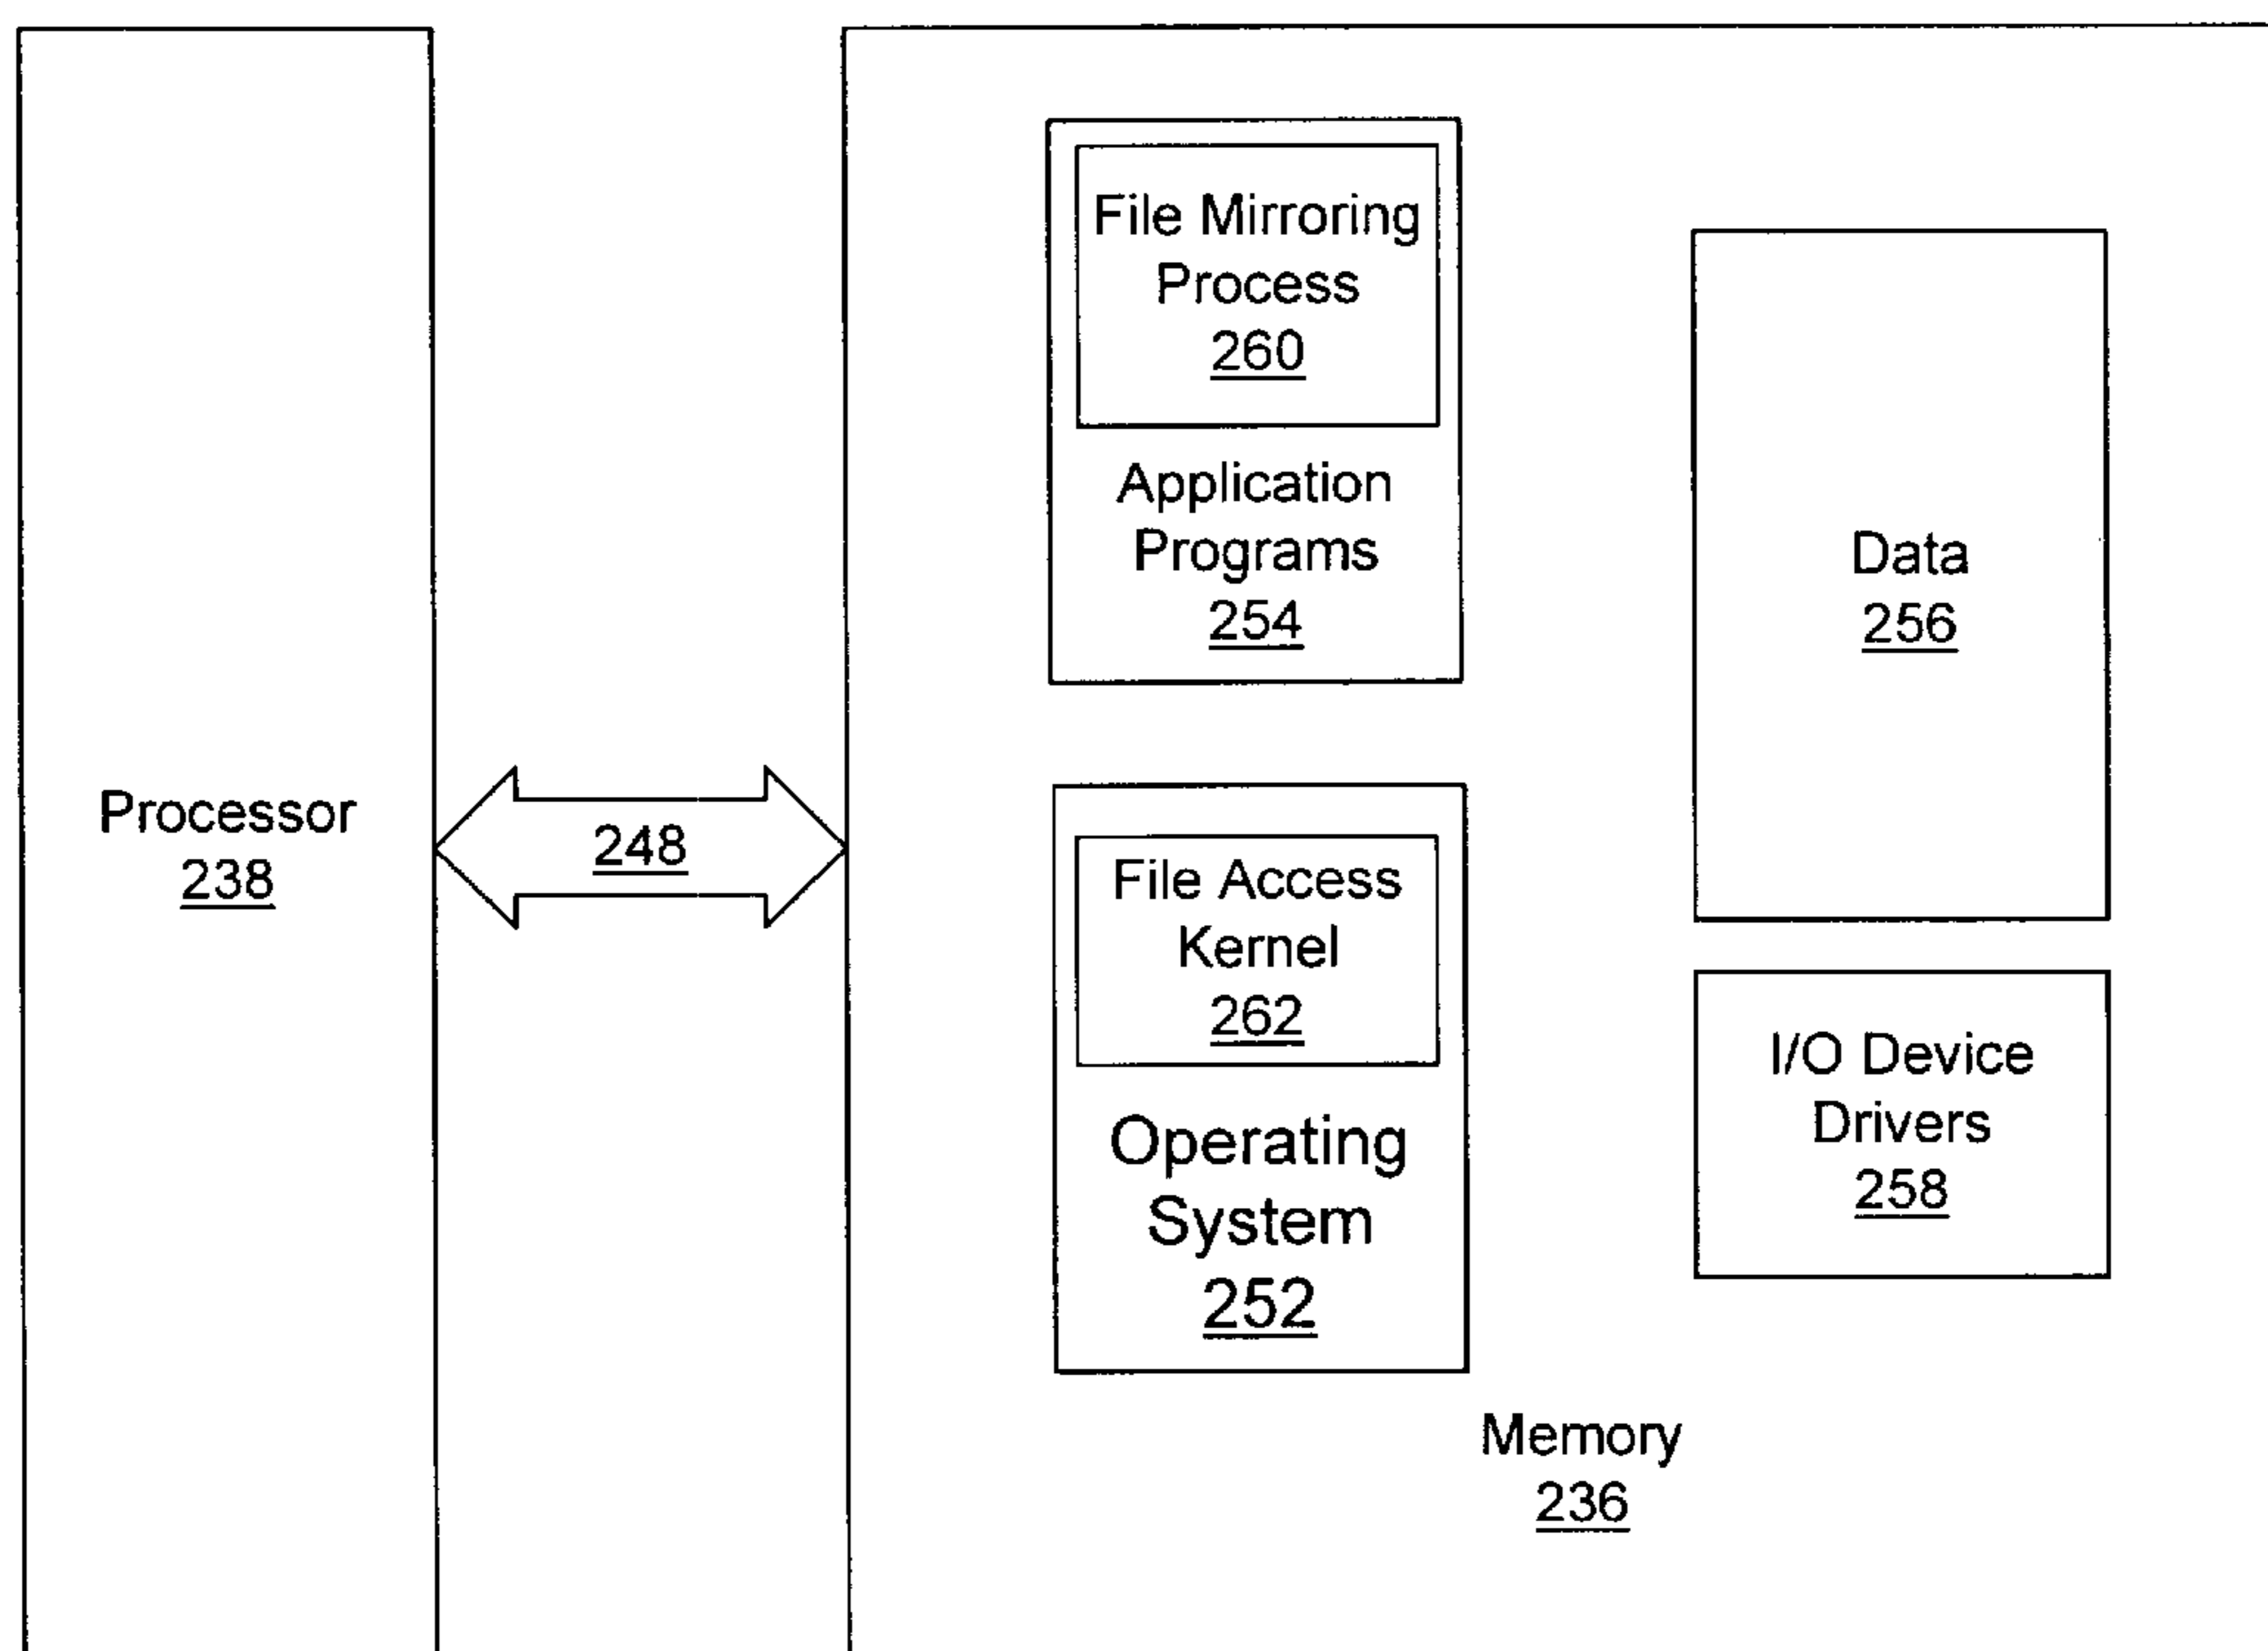 Processor
238
248
File Mirroring
Process
260
Application
Programs
254
File Access
Kernel
262
Operating
System
252
Data
256
I/O Device
Drivers
258
Memory
236